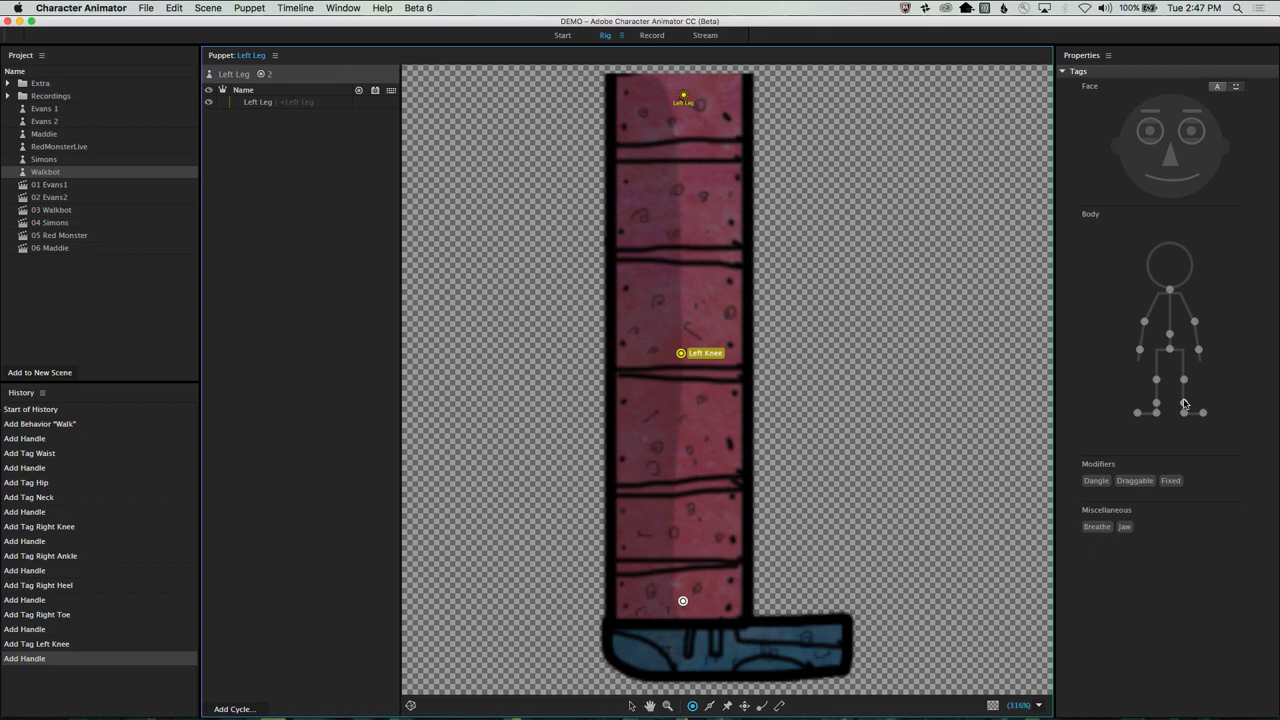 Character Animator File Edit Scene Puppet Timeline Window Help Beta 6 100% Tue 2:47 PM
DEMO – Adobe Character Animator CC (Beta)
Start Rig Record Stream
Project
Name
Extra
Recordings
Evans 1
Evans 2
Maddie
RedMonsterLive
Simons
Walkbot
01 Evans1
02 Evans2
03 Walkbot
04 Simons
05 Red Monster
06 Maddie
Add to New Scene
History
Start of History
Add Behavior "Walk"
Add Handle
Add Tag Waist
Add Handle
Add Tag Hip
Add Tag Neck
Add Handle
Add Tag Right Knee
Add Handle
Add Tag Right Ankle
Add Handle
Add Tag Right Heel
Add Handle
Add Tag Right Toe
Add Handle
Add Tag Left Knee
Add Handle
Puppet: Left Leg
Left Leg 2
Name
Left Leg +Left Leg
Add Cycle...
Left Leg
Left Knee
(316%)
Properties
Tags
Face
A
Body
Modifiers
Dangle Draggable Fixed
Miscellaneous
Breathe Jaw